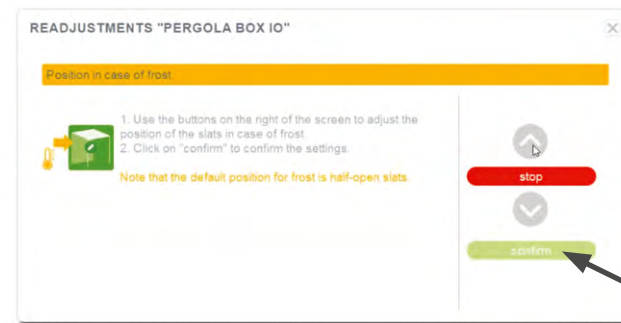 READJUSTMENTS "PERGOLA BOX IO"
Position in case of frost.
1. Use the buttons on the right of the screen to adjust the
position of the slats in case of frost.
2. Click on "confirm" to confirm the settings.
Note that the default position for frost is half-open slats.
stop
confirm